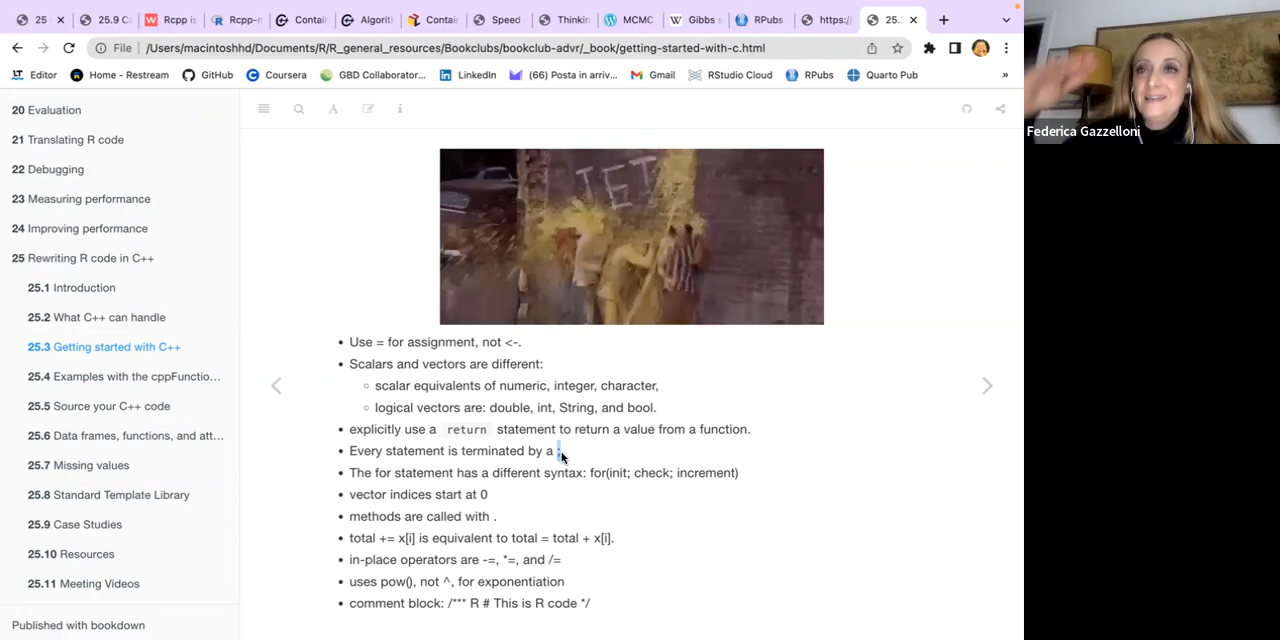 25
25.9 C
Rcpp is
Rcpp-r
Contain
Algorit
Contain
Speed
Thinkin
MCMC
Gibbs s
RPubs
https:/
25.
File
/Users/macintoshhd/Documents/R/R_general_resources/Bookclubs/bookclub-advr/_book/getting-started-with-c.html
Editor
Home - Restream
GitHub
Coursera
GBD Collaborator...
LinkedIn
(66) Posta in arriv...
Gmail
RStudio Cloud
RPubs
Quarto Pub
»
Federica Gazzelloni
20 Evaluation
21 Translating R code
22 Debugging
23 Measuring performance
24 Improving performance
25 Rewriting R code in C++
25.1 Introduction
25.2 What C++ can handle
25.3 Getting started with C++
25.4 Examples with the cppFunctio...
25.5 Source your C++ code
25.6 Data frames, functions, and att...
25.7 Missing values
25.8 Standard Template Library
25.9 Case Studies
25.10 Resources
25.11 Meeting Videos
Published with bookdown
JET
• Use = for assignment, not <-.
• Scalars and vectors are different:
scalar equivalents of numeric, integer, character,
logical vectors are: double, int, String, and bool.
• explicitly use a return statement to return a value from a function.
• Every statement is terminated by a ;
• The for statement has a different syntax: for(init; check; increment)
• vector indices start at 0
• methods are called with .
• total += x[i] is equivalent to total = total + x[i].
• in-place operators are -=, *=, and /=
• uses pow(), not ^, for exponentiation
• comment block: /*** R # This is R code */